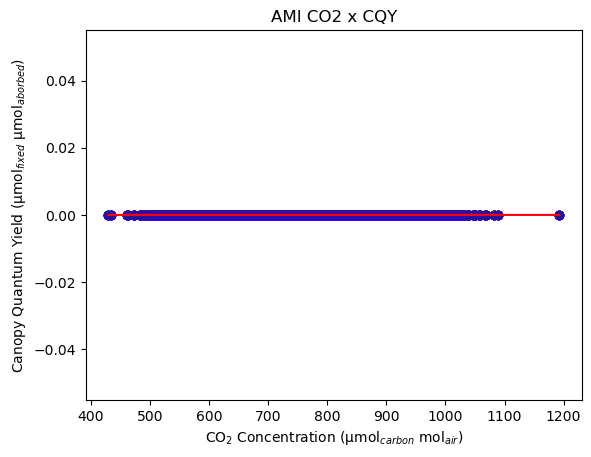 AMI CO2 x CQY
Canopy Quantum Yield (μmol_fixed μmol_aborbed)
0.04
0.02
0.00
−0.02
−0.04
400 500 600 700 800 900 1000 1100 1200
CO₂ Concentration (μmol_carbon mol_air)